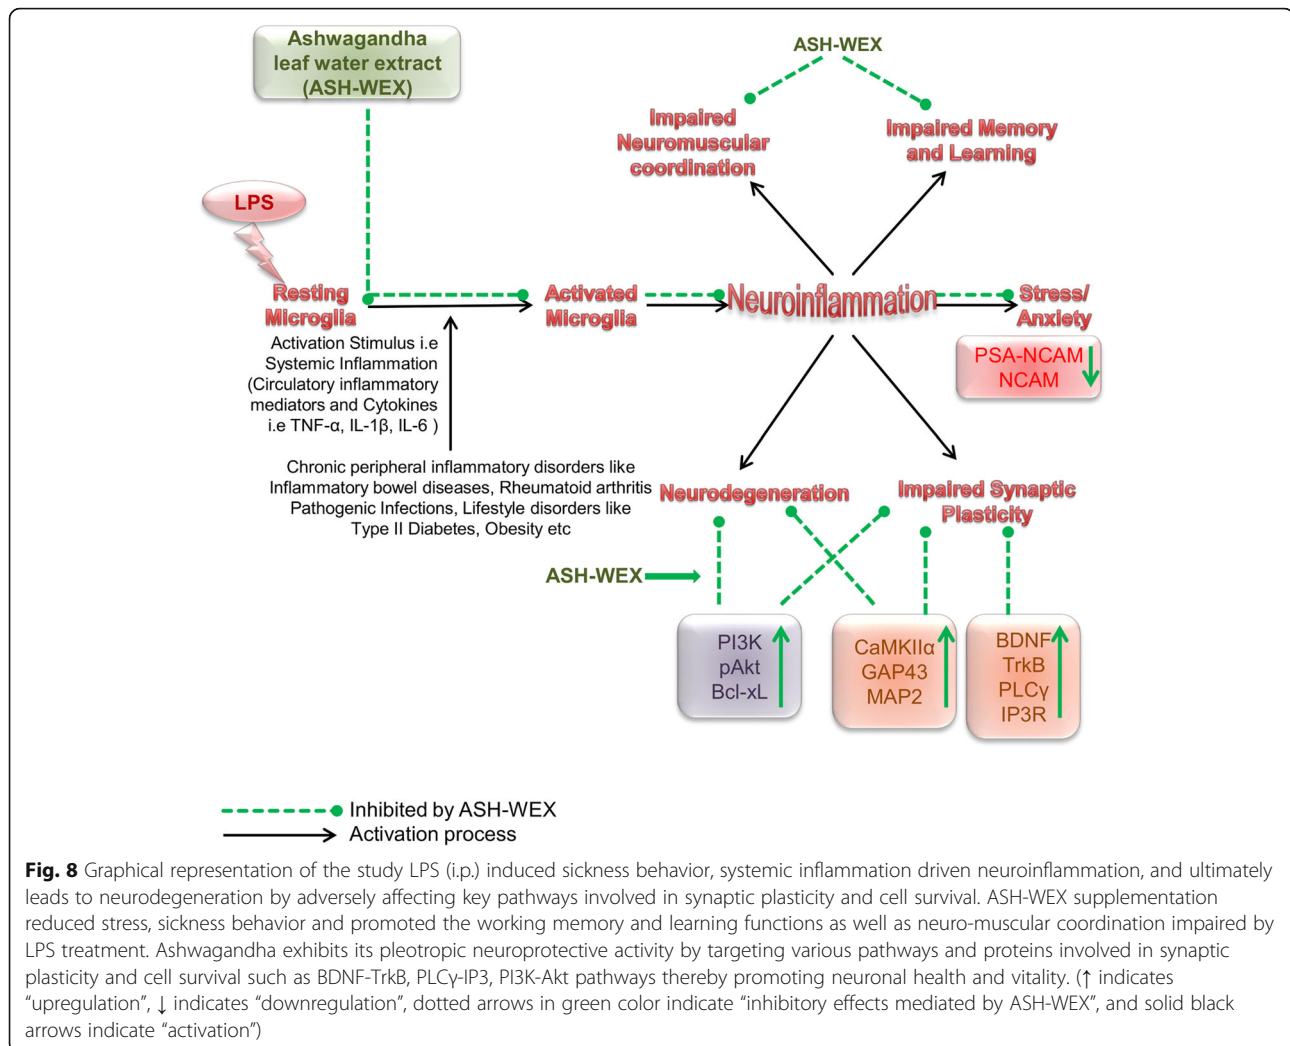 Ashwagandha
leaf water extract
(ASH-WEX)
ASH-WEX
Impaired
Neuromuscular
coordination
Impaired Memory
and Learning
LPS
Resting
Microglia
Activated
Microglia
Neuroinflammation
Stress/
Anxiety
Activation Stimulus i.e
Systemic Inflammation
(Circulatory inflammatory
mediators and Cytokines
i.e TNF-α, IL-1β, IL-6 )
PSA-NCAM
NCAM
Chronic peripheral inflammatory disorders like
Inflammatory bowel diseases, Rheumatoid arthritis
Pathogenic Infections, Lifestyle disorders like
Type II Diabetes, Obesity etc
Neurodegeneration
Impaired Synaptic
Plasticity
ASH-WEX
PI3K
pAkt
Bcl-xL
CaMKIIα
GAP43
MAP2
BDNF
TrkB
PLCγ
IP3R
Inhibited by ASH-WEX
Activation process
Fig. 8 Graphical representation of the study LPS (i.p.) induced sickness behavior, systemic inflammation driven neuroinflammation, and ultimately
leads to neurodegeneration by adversely affecting key pathways involved in synaptic plasticity and cell survival. ASH-WEX supplementation
reduced stress, sickness behavior and promoted the working memory and learning functions as well as neuro-muscular coordination impaired by
LPS treatment. Ashwagandha exhibits its pleotropic neuroprotective activity by targeting various pathways and proteins involved in synaptic
plasticity and cell survival such as BDNF-TrkB, PLCγ-IP3, PI3K-Akt pathways thereby promoting neuronal health and vitality. (↑ indicates
“upregulation”, ↓ indicates “downregulation”, dotted arrows in green color indicate “inhibitory effects mediated by ASH-WEX”, and solid black
arrows indicate “activation”)